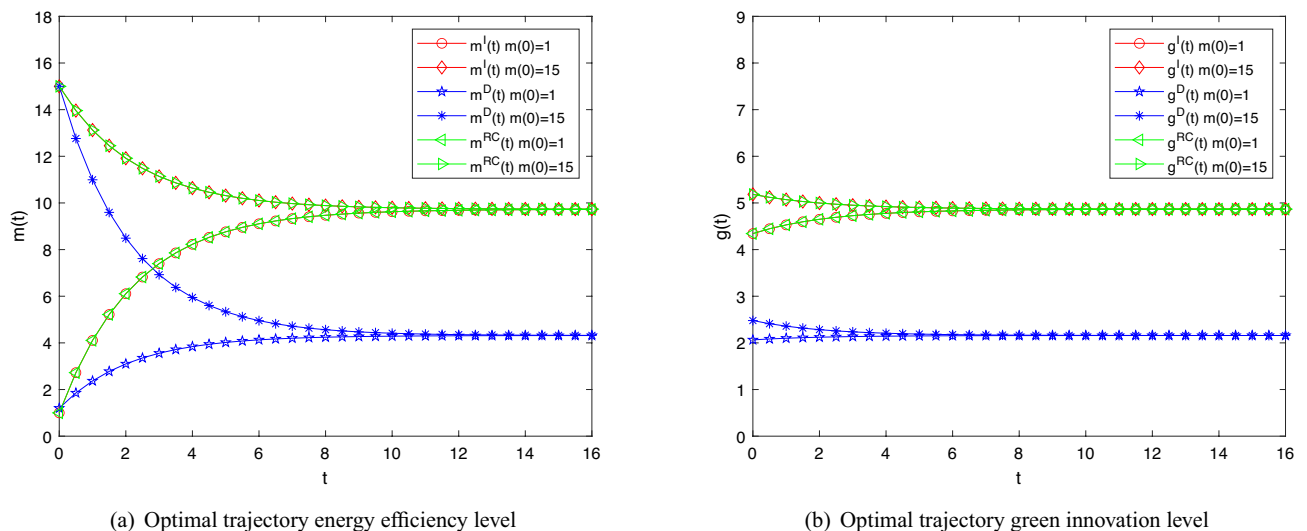 18
16
14
12
10
8
6
4
2
0
m(t)
0 2 4 6 8 10 12 14 16
t
m^I(t) m(0)=1
m^I(t) m(0)=15
m^D(t) m(0)=1
m^D(t) m(0)=15
m^RC(t) m(0)=1
m^RC(t) m(0)=15
(a) Optimal trajectory energy efficiency level
9
8
7
6
5
4
3
2
1
0
g(t)
0 2 4 6 8 10 12 14 16
t
g^I(t) m(0)=1
g^I(t) m(0)=15
g^D(t) m(0)=1
g^D(t) m(0)=15
g^RC(t) m(0)=1
g^RC(t) m(0)=15
(b) Optimal trajectory green innovation level